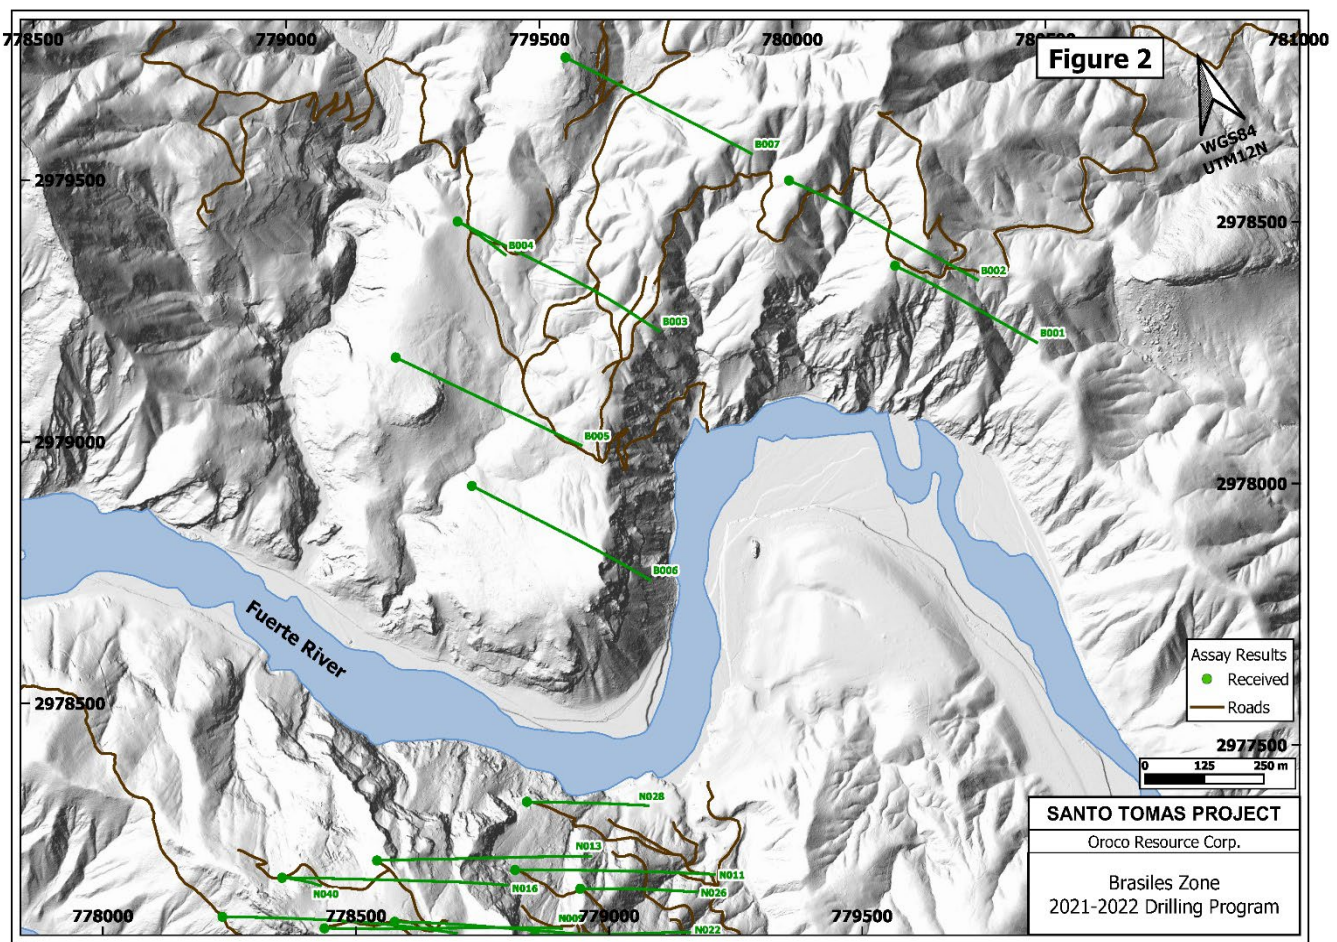 778500
779000
779500
780000
781000
Figure 2
WGS84
UTM12N
B007
2979500
2978500
B004
B002
B003
B001
B005
2979000
2978000
B006
Fuerte River
Assay Results
Received
Roads
2978500
2977500
0 125 250 m
N028
SANTO TOMAS PROJECT
Oroco Resource Corp.
Brasiles Zone
2021-2022 Drilling Program
N013
N011
N016
N026
N040
778000
778500
N009
779000
N022
779500